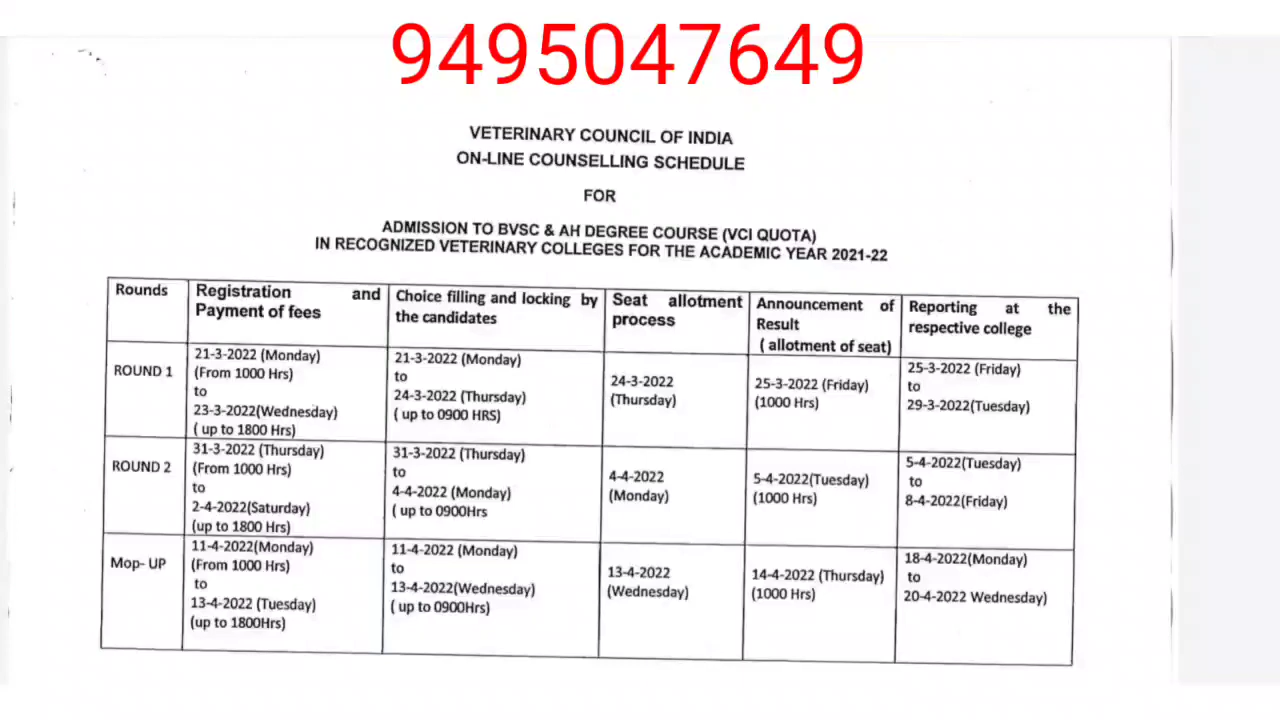 9495047649
VETERINARY COUNCIL OF INDIA
ON-LINE COUNSELLING SCHEDULE
FOR
ADMISSION TO BVSC & AH DEGREE COURSE (VCI QUOTA)
IN RECOGNIZED VETERINARY COLLEGES FOR THE ACADEMIC YEAR 2021-22
Rounds
Registration and
Payment of fees
Choice filling and locking by
the candidates
Seat allotment
process
Announcement of
Result
( allotment of seat)
Reporting at the
respective college
ROUND 1
21-3-2022 (Monday)
(From 1000 Hrs)
to
23-3-2022(Wednesday)
( up to 1800 Hrs)
21-3-2022 (Monday)
to
24-3-2022 (Thursday)
( up to 0900 HRS)
24-3-2022
(Thursday)
25-3-2022 (Friday)
(1000 Hrs)
25-3-2022 (Friday)
to
29-3-2022(Tuesday)
ROUND 2
31-3-2022 (Thursday)
(From 1000 Hrs)
to
2-4-2022(Saturday)
(up to 1800 Hrs)
31-3-2022 (Thursday)
to
4-4-2022 (Monday)
( up to 0900Hrs
4-4-2022
(Monday)
5-4-2022(Tuesday)
(1000 Hrs)
5-4-2022(Tuesday)
to
8-4-2022(Friday)
Mop- UP
11-4-2022(Monday)
(From 1000 Hrs)
to
13-4-2022 (Tuesday)
(up to 1800Hrs)
11-4-2022 (Monday)
to
13-4-2022(Wednesday)
( up to 0900Hrs)
13-4-2022
(Wednesday)
14-4-2022 (Thursday)
(1000 Hrs)
18-4-2022(Monday)
to
20-4-2022 Wednesday)